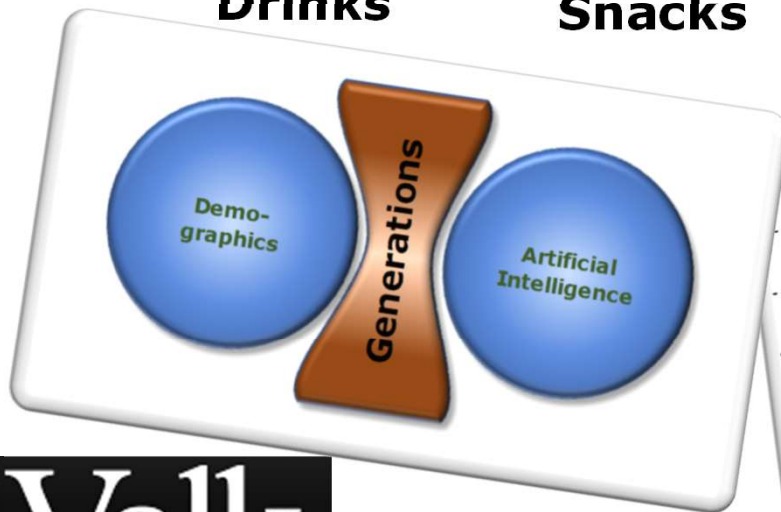 Drinks
Snacks
Demo-
graphics
Generations
Artificial
Intelligence